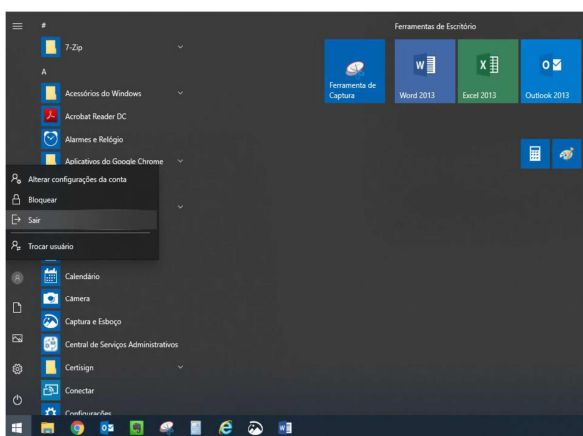 #
7-Zip
A
Acessórios do Windows
Acrobat Reader DC
Alarmes e Relógio
Aplicativos do Google Chrome
Alterar configurações da conta
Bloquear
Sair
Trocar usuário
Calendário
Câmera
Captura e Esboço
Central de Serviços Administrativos
Certisign
Conectar
Configurações
Ferramentas de Escritório
Ferramenta de
Captura
Word 2013
Excel 2013
Outlook 2013